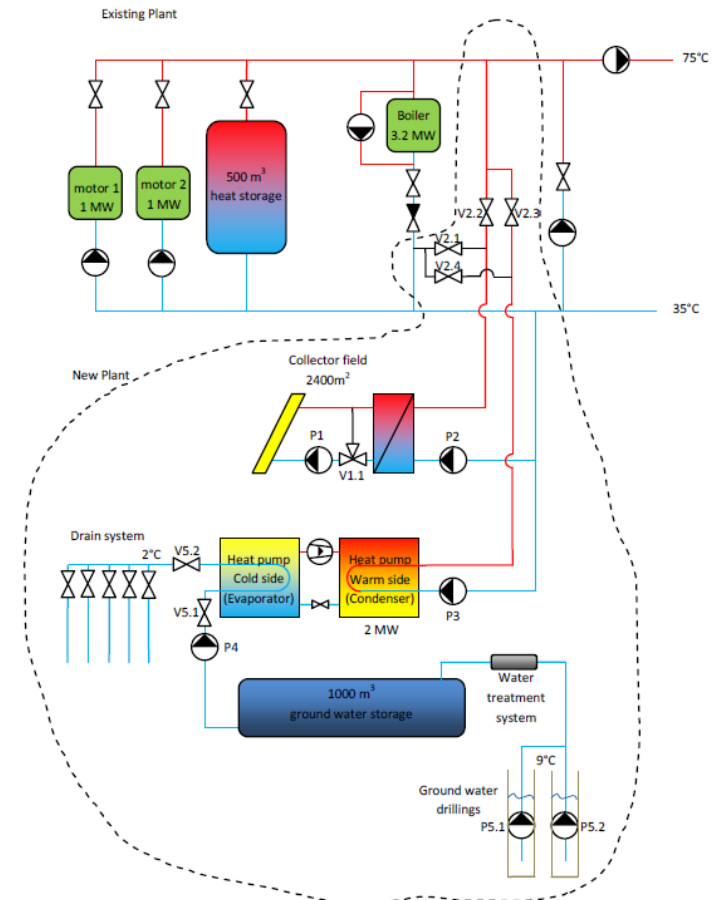 Existing Plant
75°C
Boiler
3.2 MW
motor 1
1 MW
motor 2
1 MW
500 m³
heat storage
V2.2
V2.3
V2.1
V2.4
35°C
Collector field
2400m²
New Plant
P1
P2
V1.1
Drain system
2°C
V5.2
Heat pump
Cold side
(Evaporator)
Heat pump
Warm side
(Condenser)
V5.1
P4
P3
2 MW
1000 m³
ground water storage
Water
treatment
system
9°C
Ground water
drillings
P5.1
P5.2